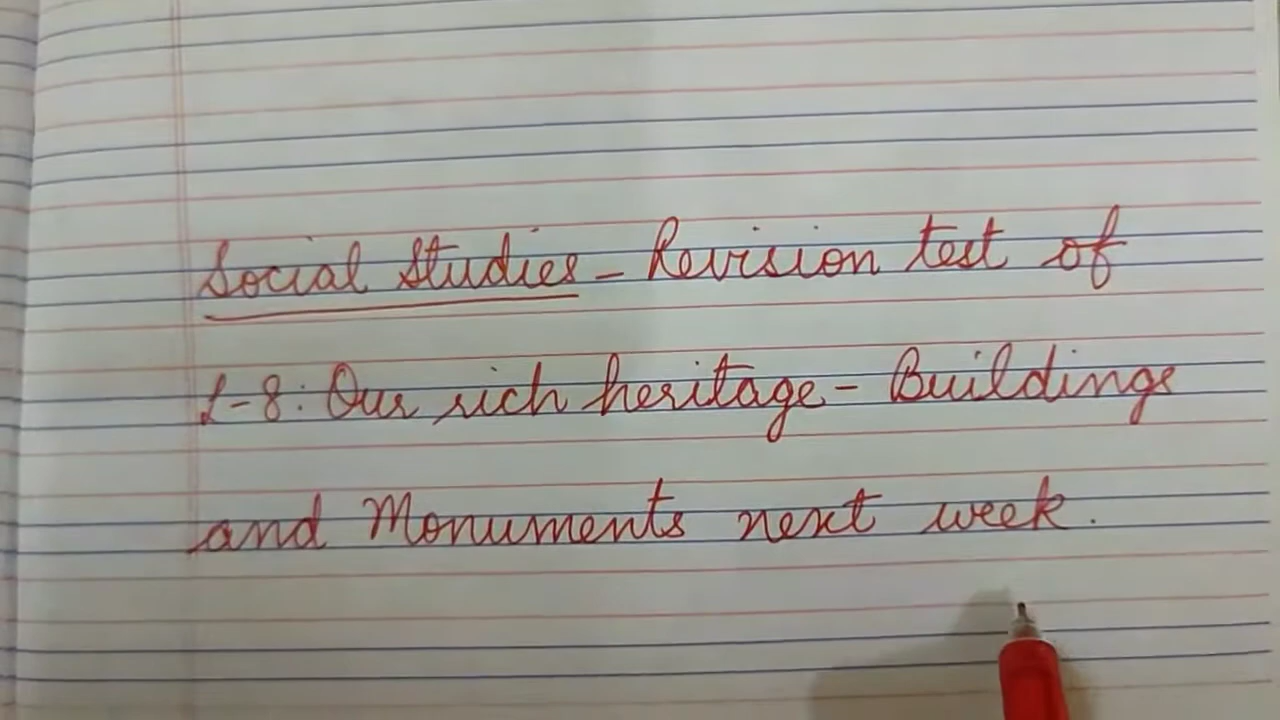 Social Studies - Revision test of
L-8: Our rich heritage - Buildings
and Monuments next week.